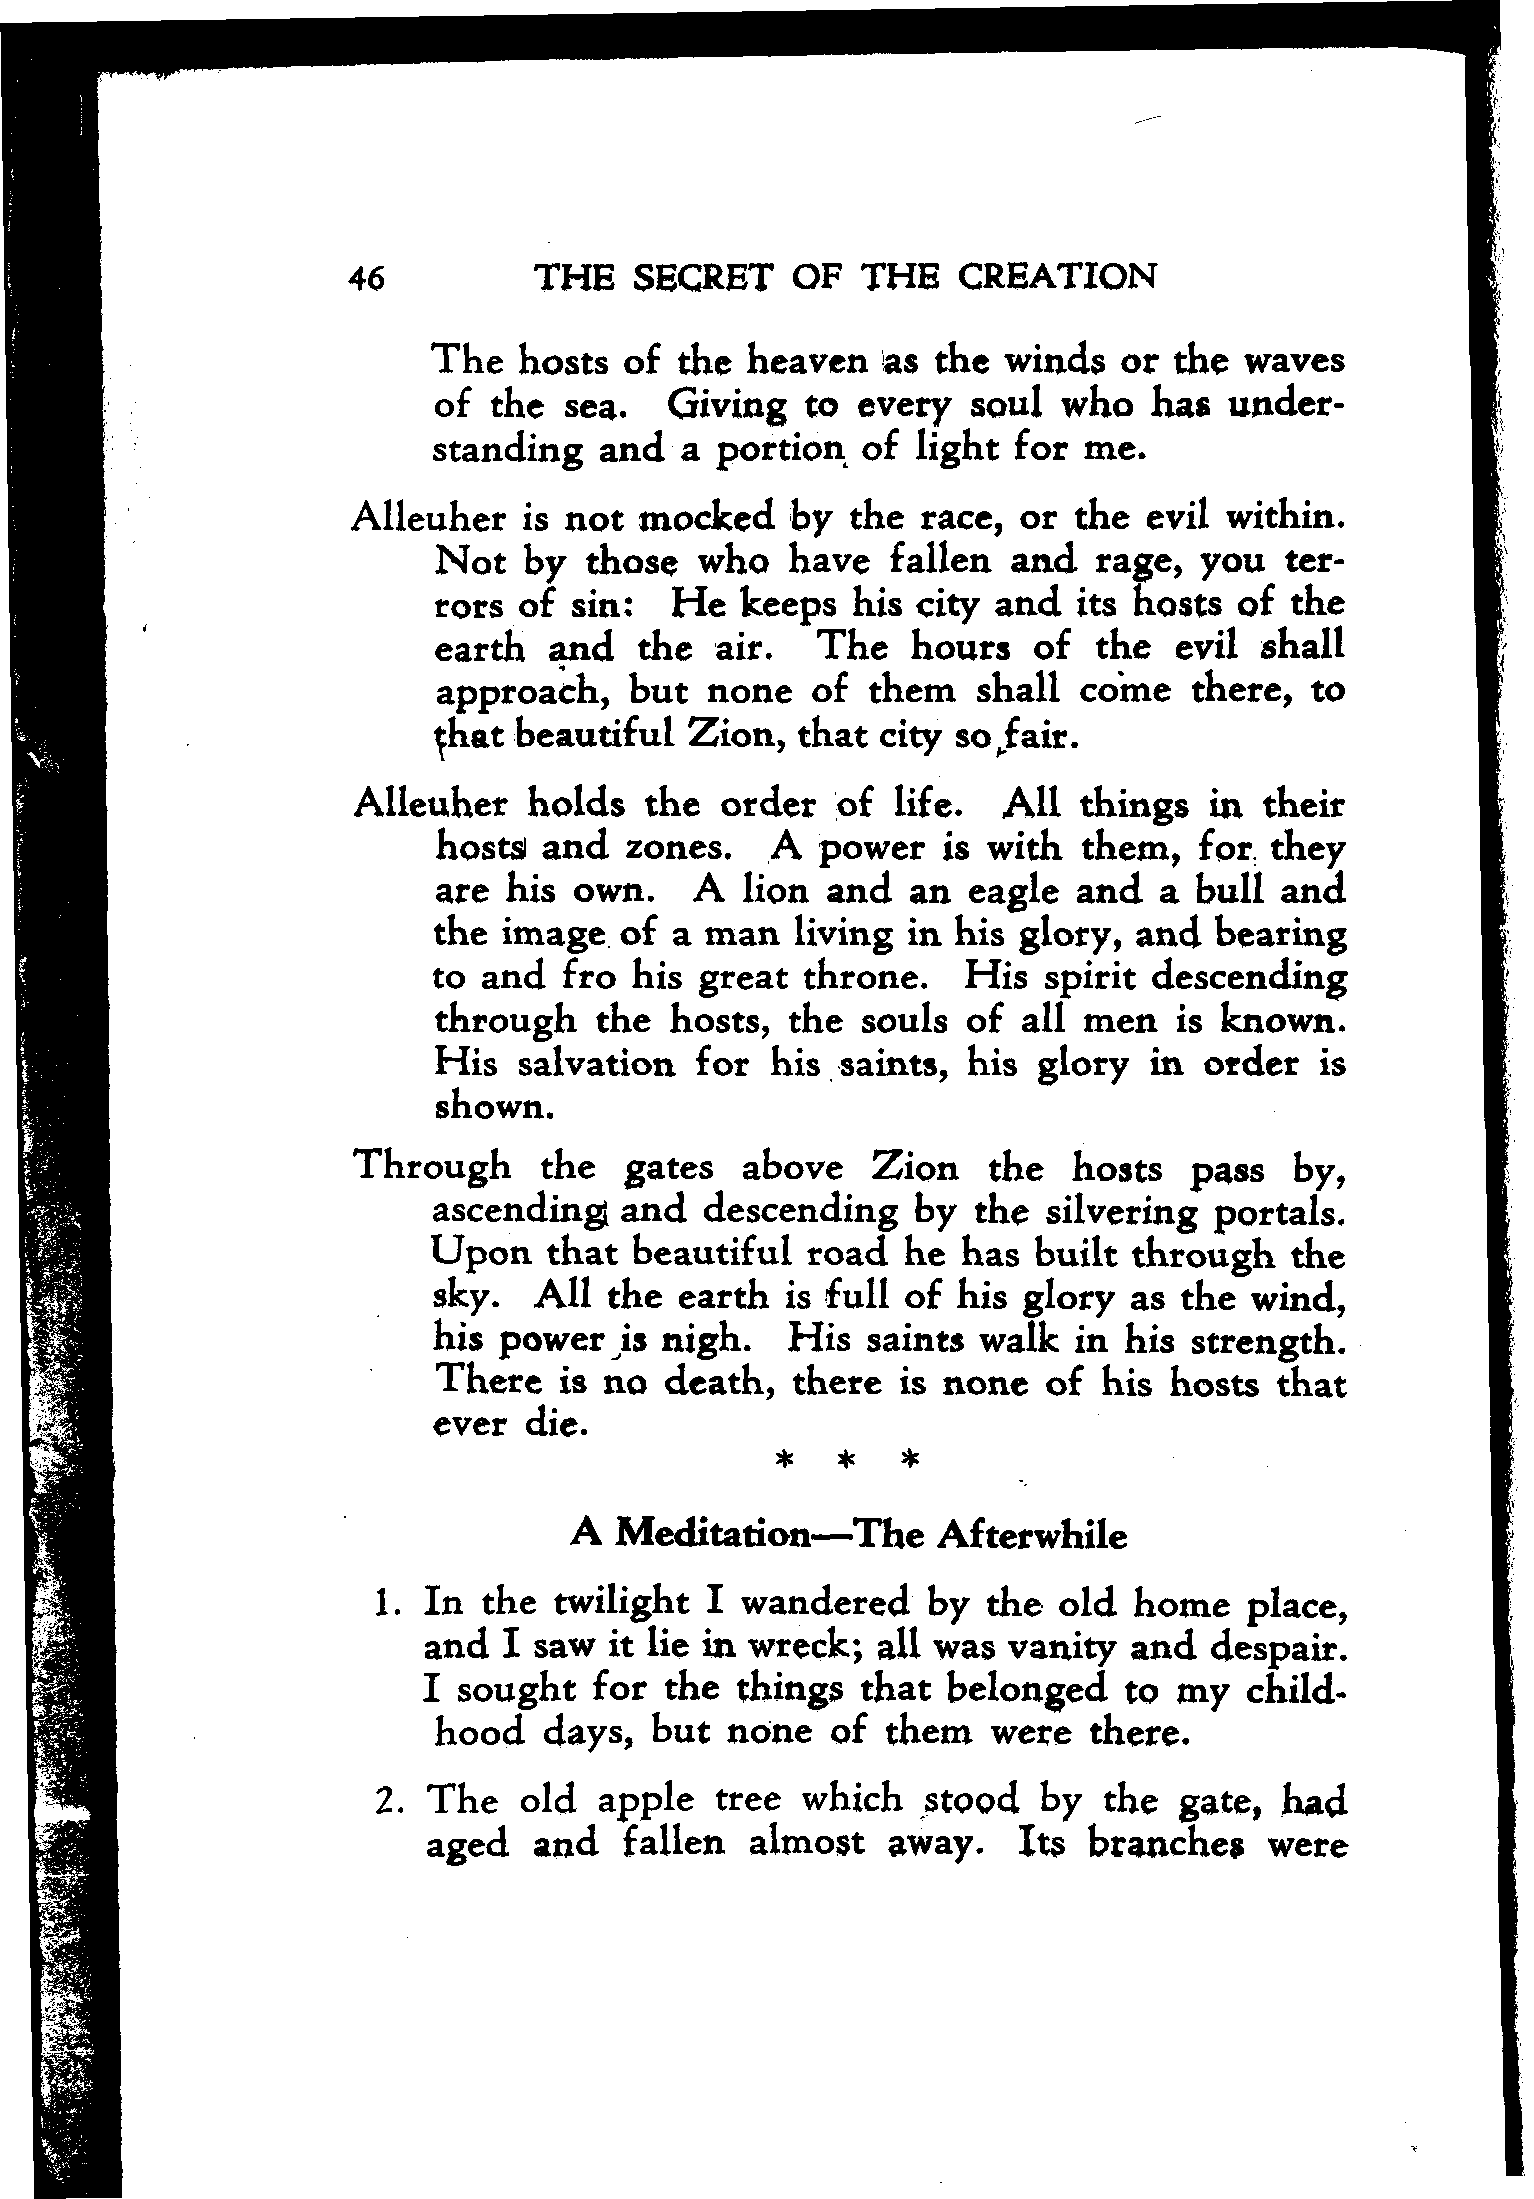 46 THE SECRET OF THE CREATION
The hosts of the heaven as the winds or the waves
of the sea. Giving to every soul who has under-
standing and a portion of light for me.
Alleuher is not mocked by the race, or the evil within.
Not by those who have fallen and rage, you ter-
rors of sin: He keeps his city and its hosts of the
earth and the air. The hours of the evil shall
approach, but none of them shall come there, to
that beautiful Zion, that city so fair.
Alleuher holds the order of life. All things in their
hosts and zones. A power is with them, for they
are his own. A lion and an eagle and a bull and
the image of a man living in his glory, and bearing
to and fro his great throne. His spirit descending
through the hosts, the souls of all men is known.
His salvation for his saints, his glory in order is
shown.
Through the gates above Zion the hosts pass by,
ascending and descending by the silvering portals.
Upon that beautiful road he has built through the
sky. All the earth is full of his glory as the wind,
his power is nigh. His saints walk in his strength.
There is no death, there is none of his hosts that
ever die.
* * *
A Meditation—The Afterwhile
1. In the twilight I wandered by the old home place,
and I saw it lie in wreck; all was vanity and despair.
I sought for the things that belonged to my child-
hood days, but none of them were there.
2. The old apple tree which stood by the gate, had
aged and fallen almost away. Its branches were